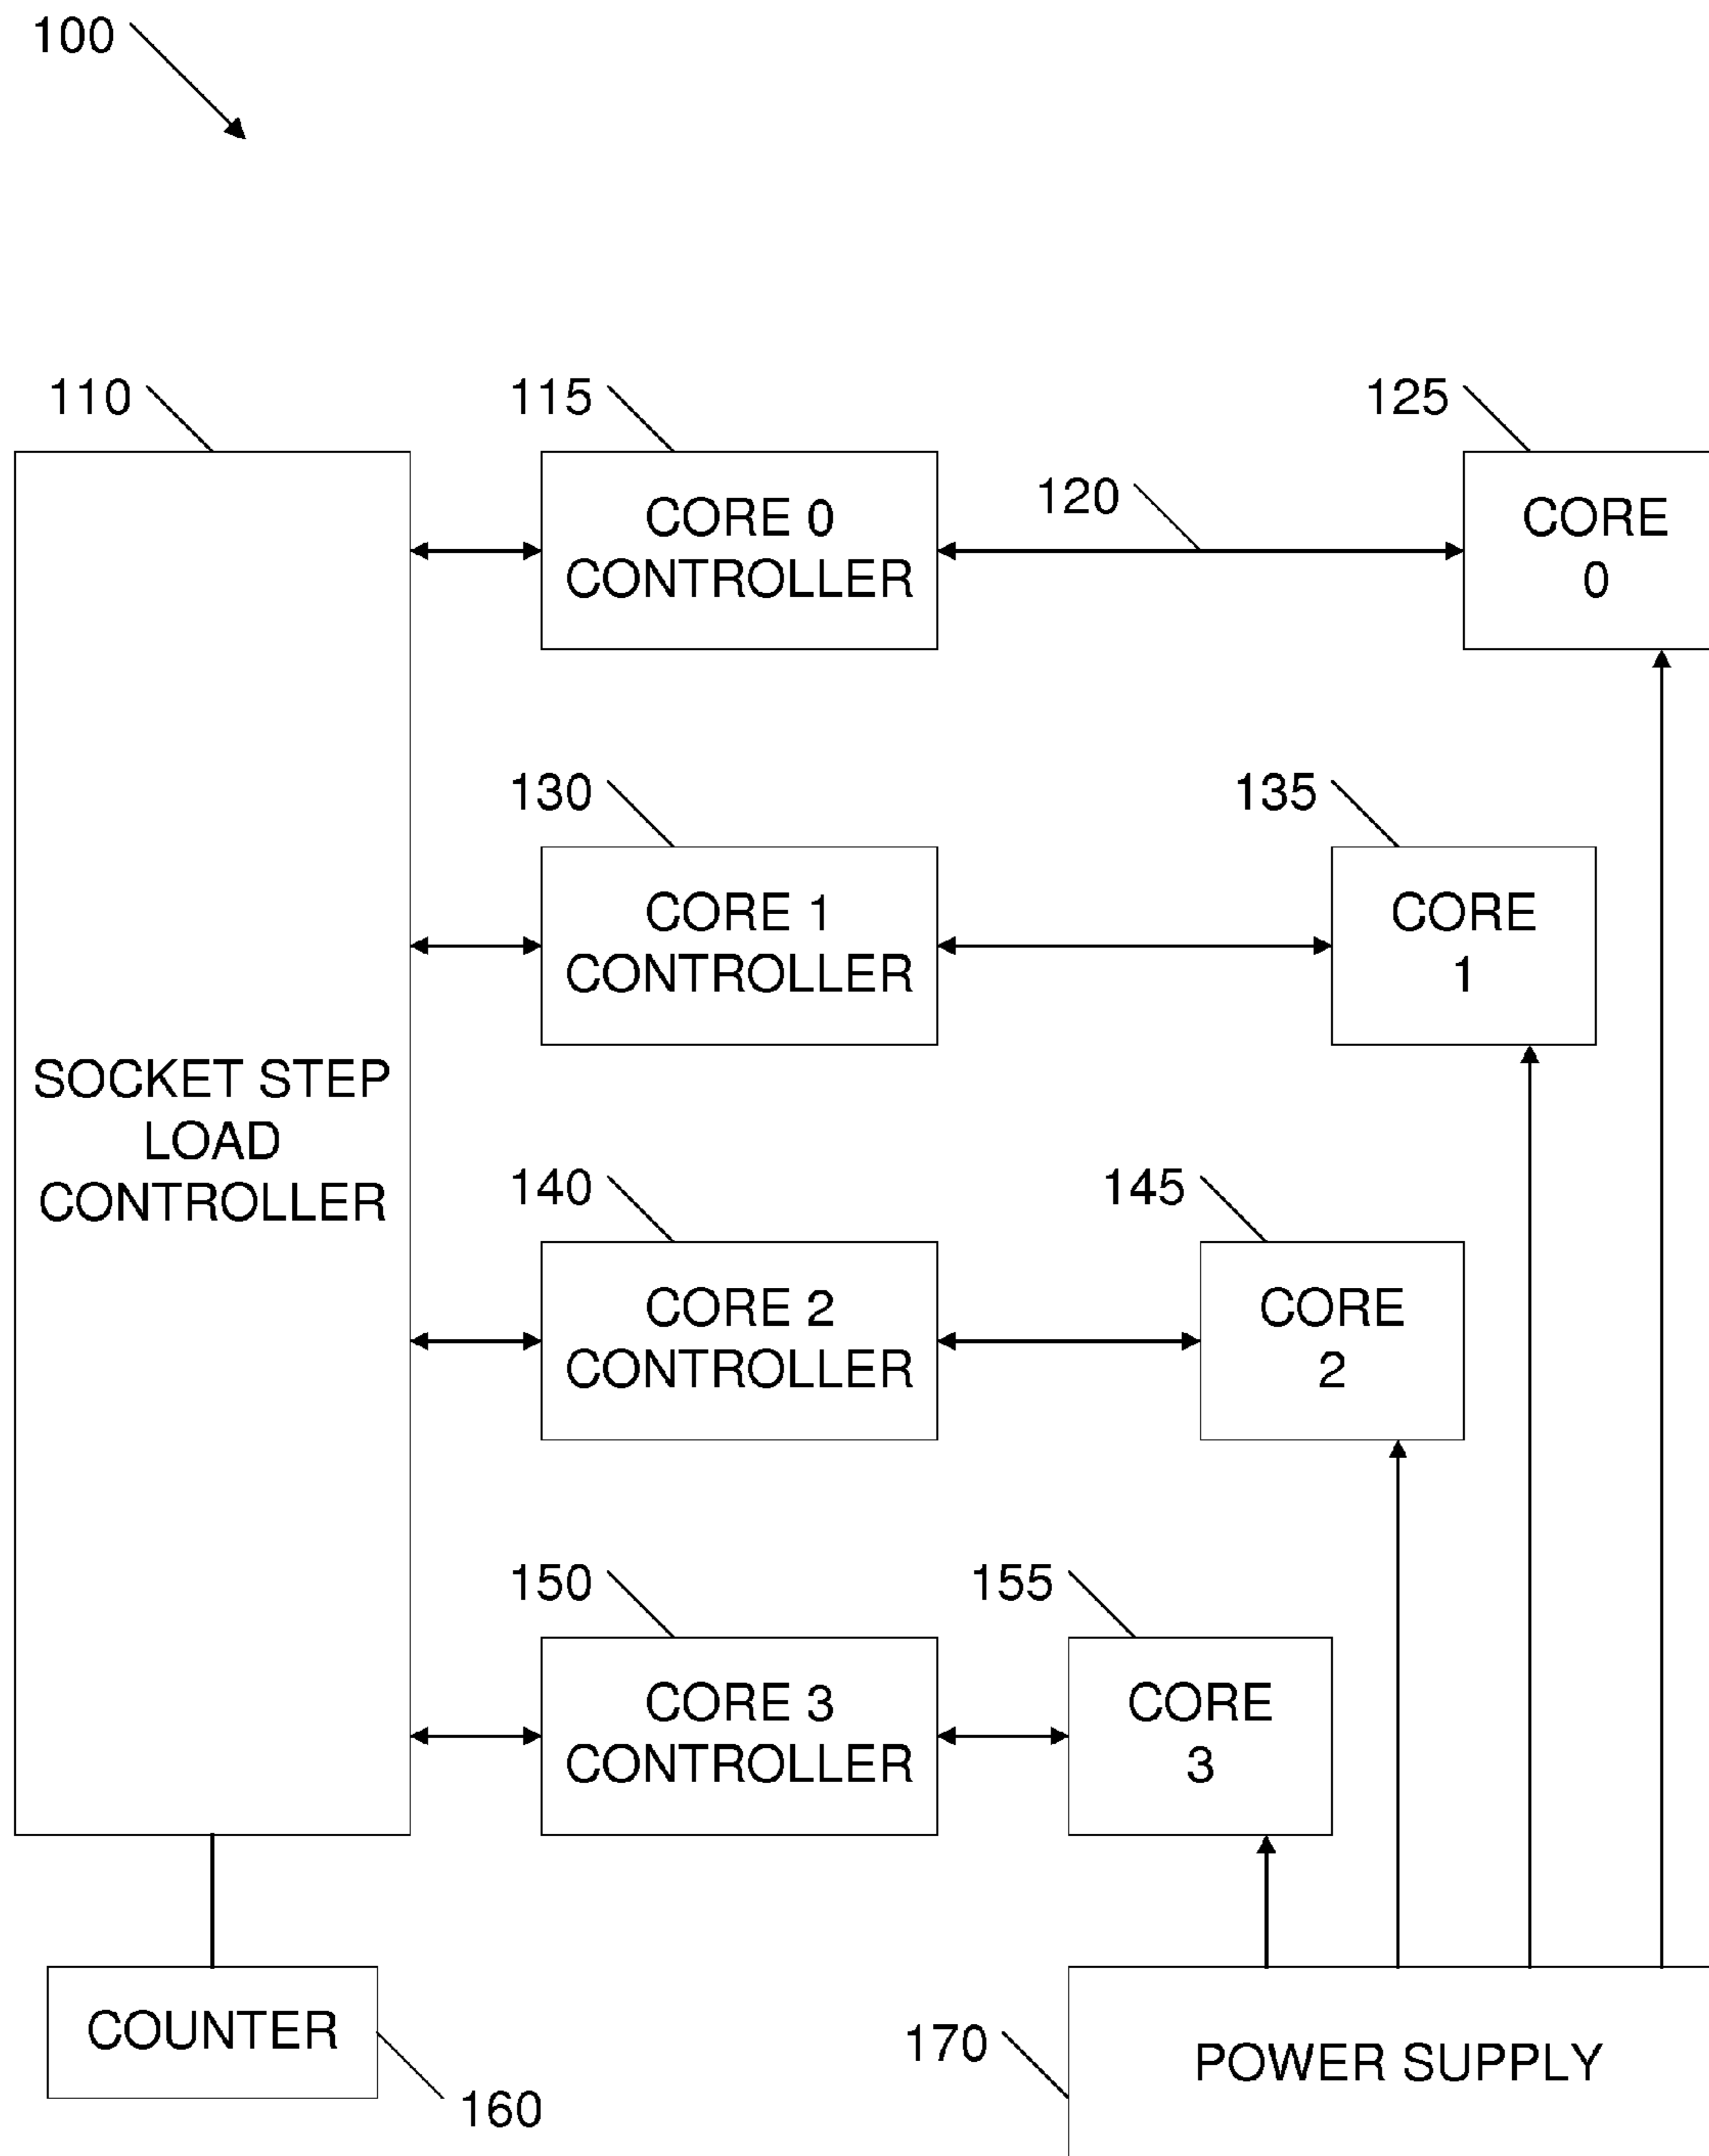 100
110
115
125
CORE 0
CONTROLLER
120
CORE
0
130
135
CORE 1
CONTROLLER
CORE
1
SOCKET STEP
LOAD
CONTROLLER
140
145
CORE 2
CONTROLLER
CORE
2
150
155
CORE 3
CONTROLLER
CORE
3
COUNTER
160
170
POWER SUPPLY